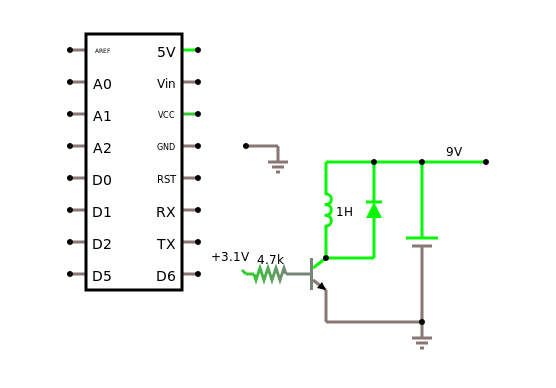 AREF 5V
A0 Vin
A1 VCC
A2 GND
D0 RST
D1 RX
D2 TX
D5 D6
9V
1H
+3.1V 4.7k